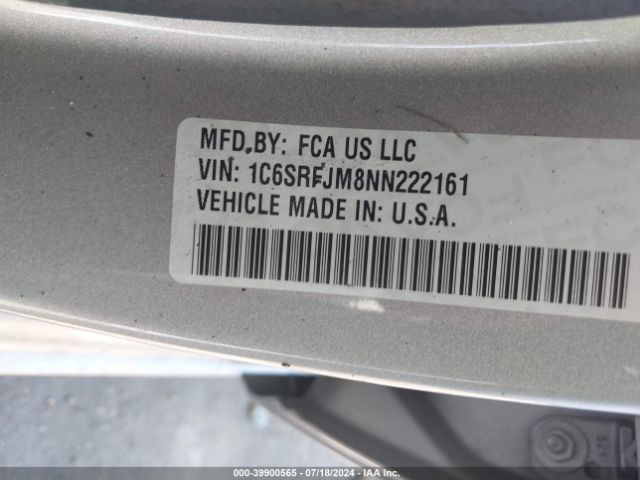 MFD. BY: FCA US LLC
VIN: 1C6SRFJM8NN222161
VEHICLE MADE IN: U.S.A.
000-39900565 - 07/18/2024 - IAA Inc.